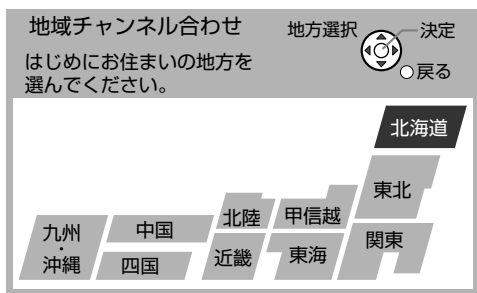 地域チャンネル合わせ
地方選択
決定
戻る
はじめにお住まいの地方を
選んでください。
北海道
東北
北陸
甲信越
関東
中国
近畿
東海
九州
・
沖縄
四国